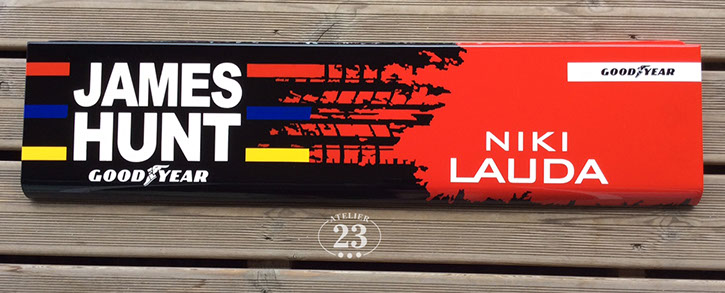 JAMES
HUNT
GOODYEAR
GOODYEAR
NIKI
LAUDA
ATELIER
23